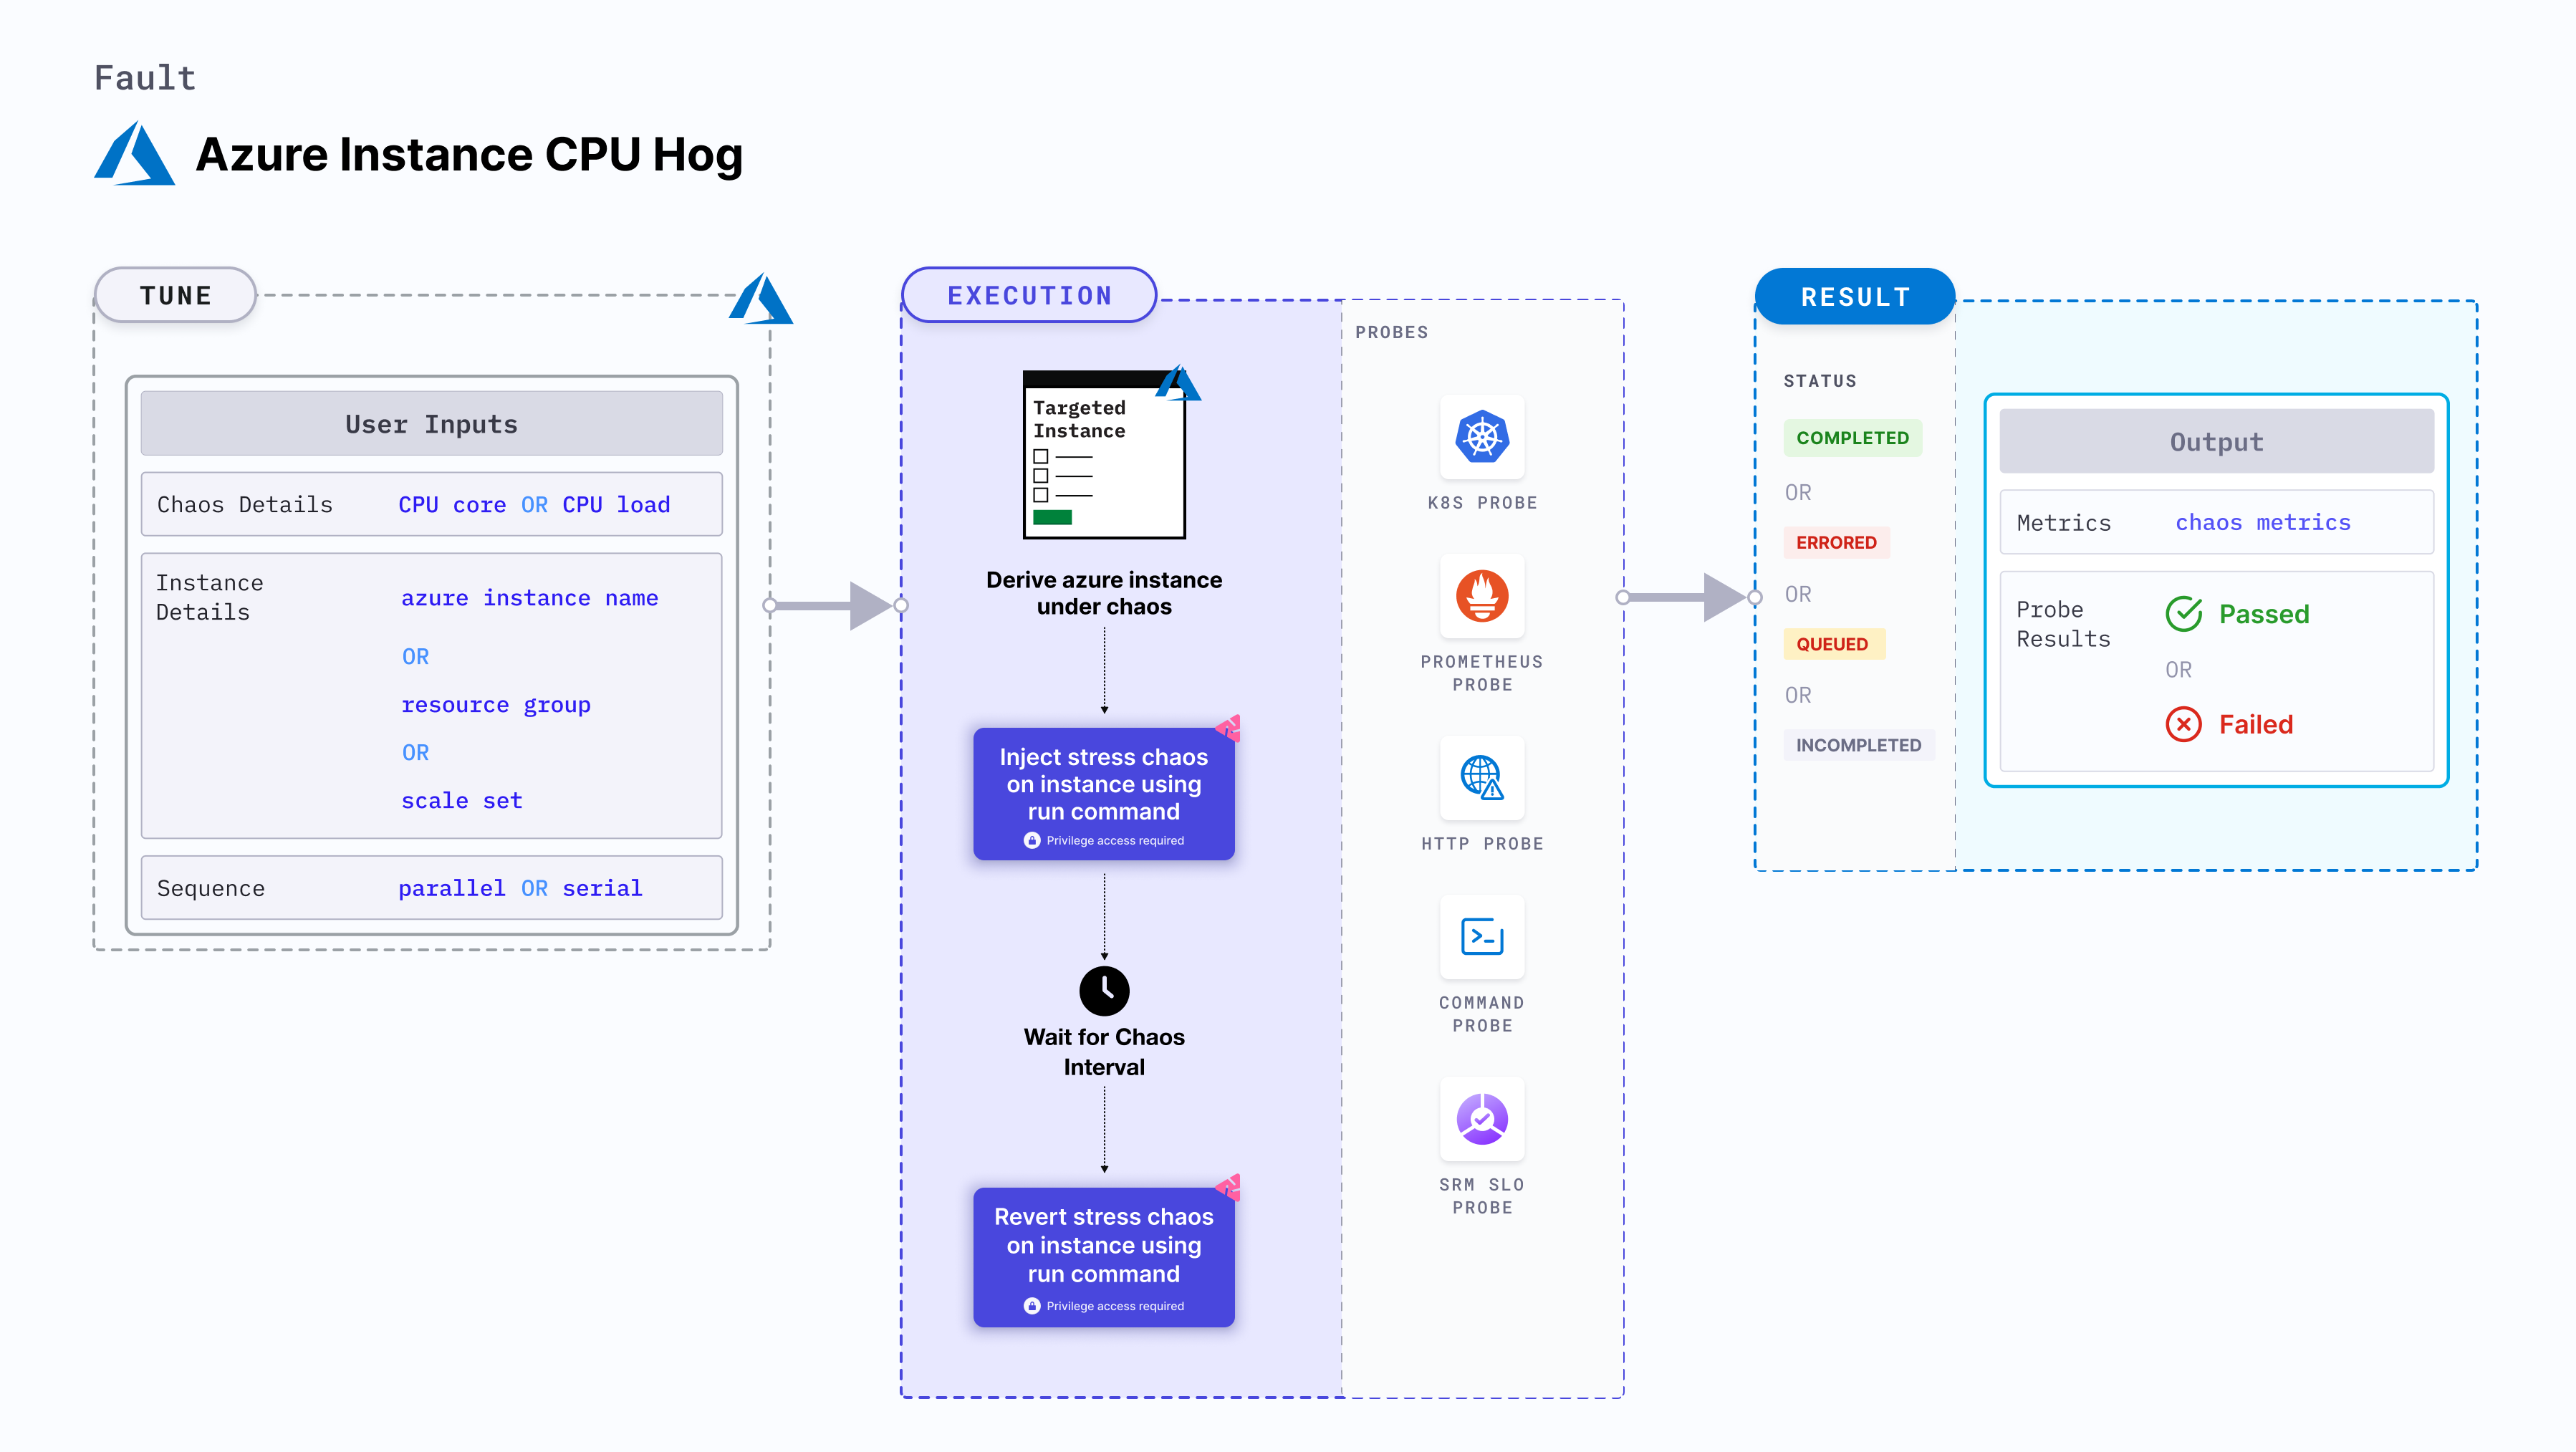 Fault
Azure Instance CPU Hog
TUNE
User Inputs
Chaos Details CPU core OR CPU load
Instance
Details
azure instance name
OR
resource group
OR
scale set
Sequence parallel OR serial
EXECUTION
Targeted
Instance
Derive azure instance
under chaos
Inject stress chaos
on instance using
run command
Privilege access required
Wait for Chaos
Interval
Revert stress chaos
on instance using
run command
Privilege access required
PROBES
K8S PROBE
PROMETHEUS
PROBE
HTTP PROBE
COMMAND
PROBE
SRM SLO
PROBE
RESULT
STATUS
COMPLETED
OR
ERRORED
OR
QUEUED
OR
INCOMPLETED
Output
Metrics chaos metrics
Probe
Results
Passed
OR
Failed